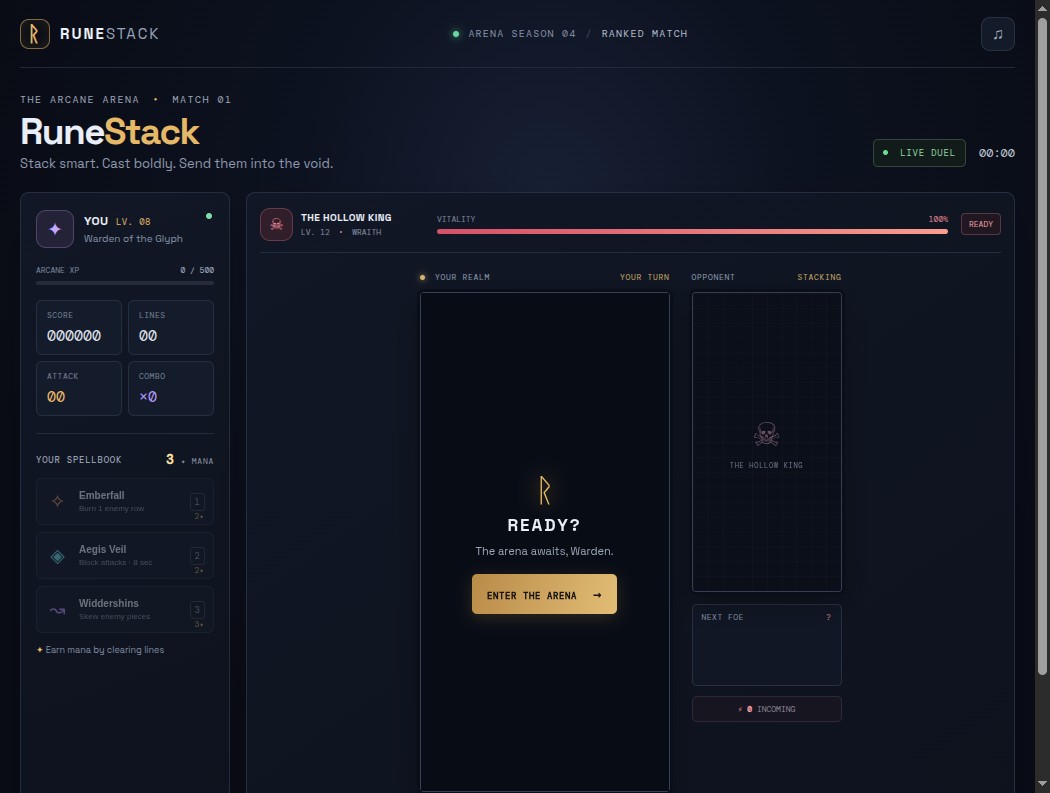 ᚱ RUNESTACK
ARENA SEASON 04 / RANKED MATCH
♫
THE ARCANE ARENA • MATCH 01
RuneStack
Stack smart. Cast boldly. Send them into the void.
LIVE DUEL 00:00
YOU LV. 08
Warden of the Glyph
ARCANE XP 0 / 500
SCORE
000000
LINES
00
ATTACK
00
COMBO
×0
YOUR SPELLBOOK 3 ✦ MANA
Emberfall
Burn 1 enemy row
1
2✦
Aegis Veil
Block attacks · 8 sec
2
2✦
Widdershins
Skew enemy pieces
3
3✦
✦ Earn mana by clearing lines
THE HOLLOW KING
LV. 12 • WRAITH
VITALITY 100%
READY
YOUR REALM YOUR TURN
ᚱ
READY?
The arena awaits, Warden.
ENTER THE ARENA →
OPPONENT STACKING
THE HOLLOW KING
NEXT FOE ?
⚡ 0 INCOMING